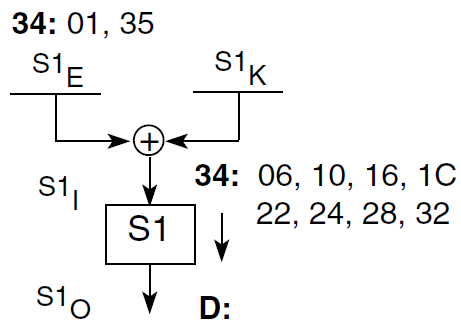 34: 01, 35
S1E
S1K
+
S1I
34: 06, 10, 16, 1C
22, 24, 28, 32
S1
S1O
D: